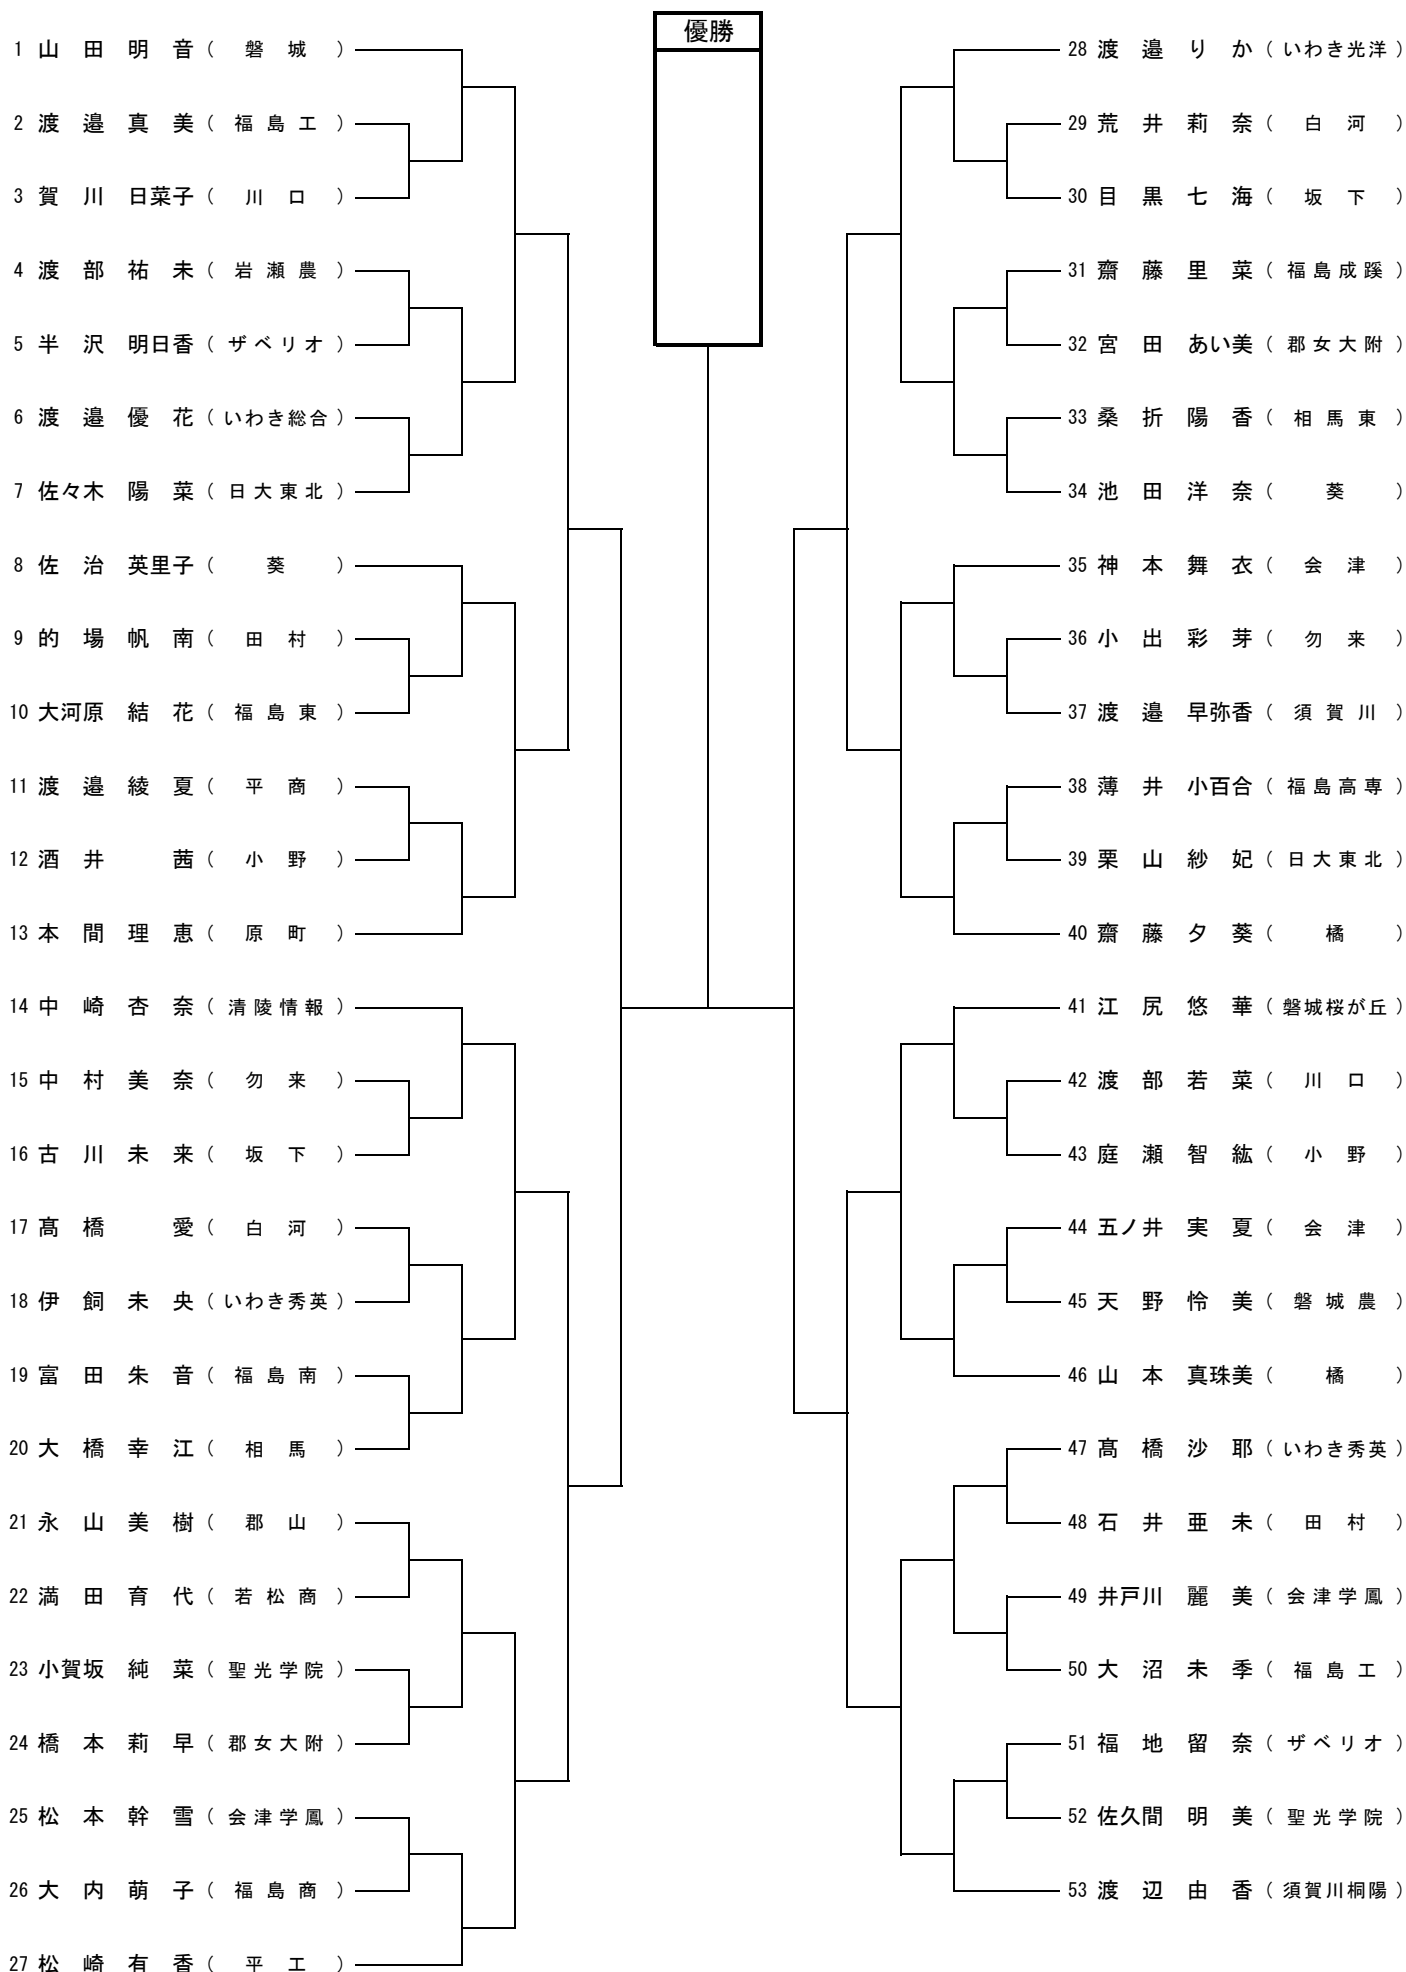 優勝
1 山田 明音 （ 磐城 ）
2 渡邉 真美 （ 福島工 ）
3 賀川 日菜子 （ 川口 ）
4 渡部 祐未 （ 岩瀬農 ）
5 半沢 明日香 （ ザベリオ ）
6 渡邉 優花 （ いわき総合 ）
7 佐々木 陽菜 （ 日大東北 ）
8 佐治 英里子 （ 葵 ）
9 的場 帆南 （ 田村 ）
10 大河原 結花 （ 福島東 ）
11 渡邉 綾夏 （ 平商 ）
12 酒井 茜 （ 小野 ）
13 本間 理恵 （ 原町 ）
14 中崎 杏奈 （ 清陵情報 ）
15 中村 美奈 （ 勿来 ）
16 古川 未来 （ 坂下 ）
17 髙橋 愛 （ 白河 ）
18 伊飼 未央 （ いわき秀英 ）
19 富田 朱音 （ 福島南 ）
20 大橋 幸江 （ 相馬 ）
21 永山 美樹 （ 郡山 ）
22 満田 育代 （ 若松商 ）
23 小賀坂 純菜 （ 聖光学院 ）
24 橋本 莉早 （ 郡女大附 ）
25 松本 幹雪 （ 会津学鳳 ）
26 大内 萌子 （ 福島商 ）
27 松崎 有香 （ 平工 ）
28 渡邉 りか （ いわき光洋 ）
29 荒井 莉奈 （ 白河 ）
30 目黒 七海 （ 坂下 ）
31 齋藤 里菜 （ 福島成蹊 ）
32 宮田 あい美 （ 郡女大附 ）
33 桑折 陽香 （ 相馬東 ）
34 池田 洋奈 （ 葵 ）
35 神本 舞衣 （ 会津 ）
36 小出 彩芽 （ 勿来 ）
37 渡邉 早弥香 （ 須賀川 ）
38 薄井 小百合 （ 福島高専 ）
39 栗山 紗妃 （ 日大東北 ）
40 齋藤 夕葵 （ 橘 ）
41 江尻 悠華 （ 磐城桜が丘 ）
42 渡部 若菜 （ 川口 ）
43 庭瀬 智紘 （ 小野 ）
44 五ノ井 実夏 （ 会津 ）
45 天野 怜美 （ 磐城農 ）
46 山本 真珠美 （ 橘 ）
47 髙橋 沙耶 （ いわき秀英 ）
48 石井 亜未 （ 田村 ）
49 井戸川 麗美 （ 会津学鳳 ）
50 大沼 未季 （ 福島工 ）
51 福地 留奈 （ ザベリオ ）
52 佐久間 明美 （ 聖光学院 ）
53 渡辺 由香 （ 須賀川桐陽 ）